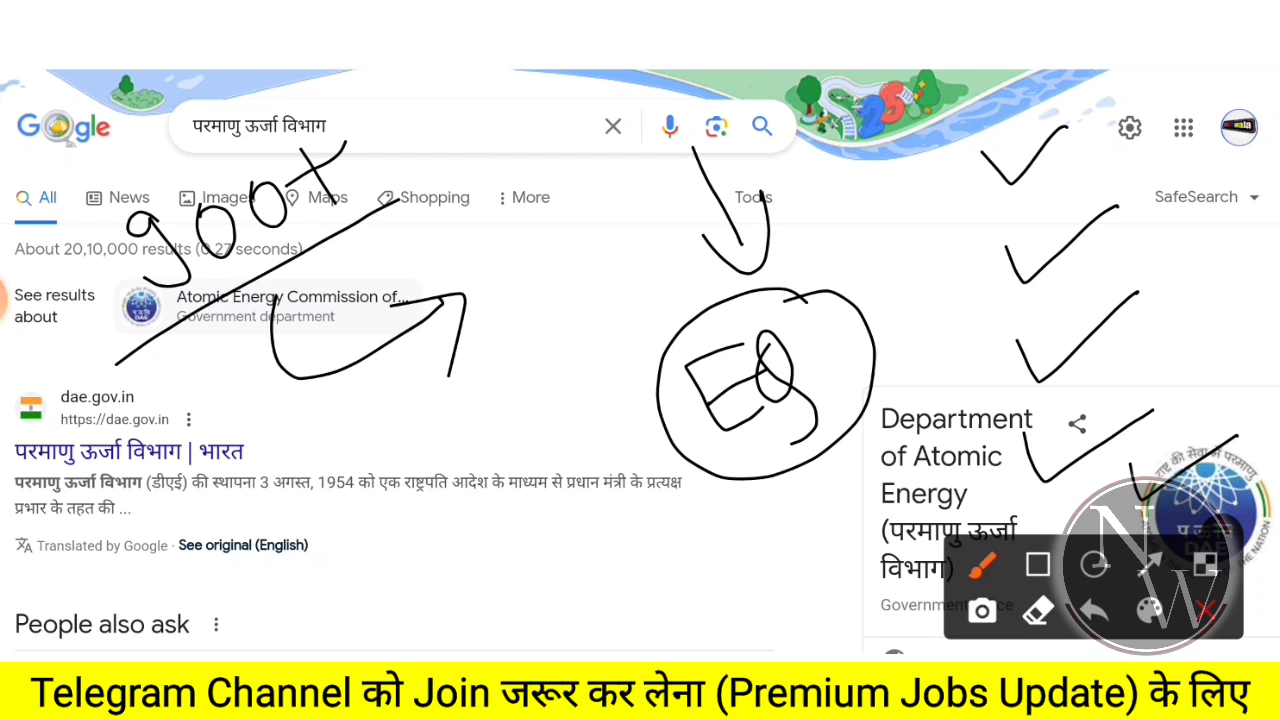 Google
परमाणु ऊर्जा विभाग
All News Images Maps Shopping More Tools SafeSearch
900+
About 20,10,000 results (0.27 seconds)
See results about
Atomic Energy Commission of...
Government department
dae.gov.in
https://dae.gov.in
परमाणु ऊर्जा विभाग | भारत
परमाणु ऊर्जा विभाग (डीएई) की स्थापना 3 अगस्त, 1954 को एक राष्ट्रपति आदेश के माध्यम से प्रधान मंत्री के प्रत्यक्ष
प्रभार के तहत की ...
Translated by Google · See original (English)
People also ask
Department
of Atomic
Energy
(परमाणु ऊर्जा
विभाग)
NW
Telegram Channel को Join जरूर कर लेना (Premium Jobs Update) के लिए